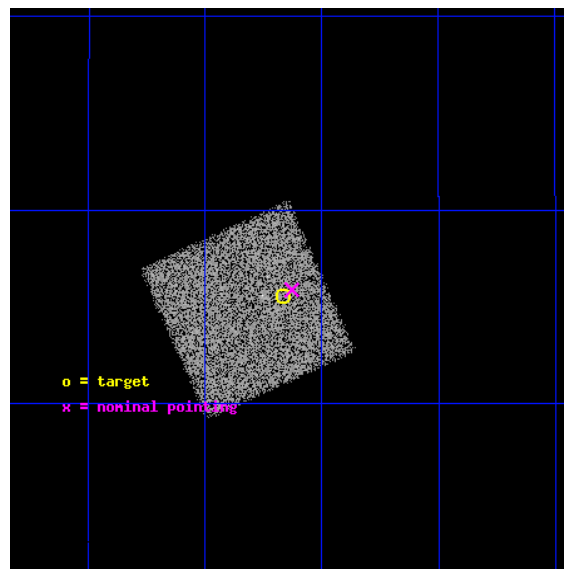 o = target
x = nominal pointing